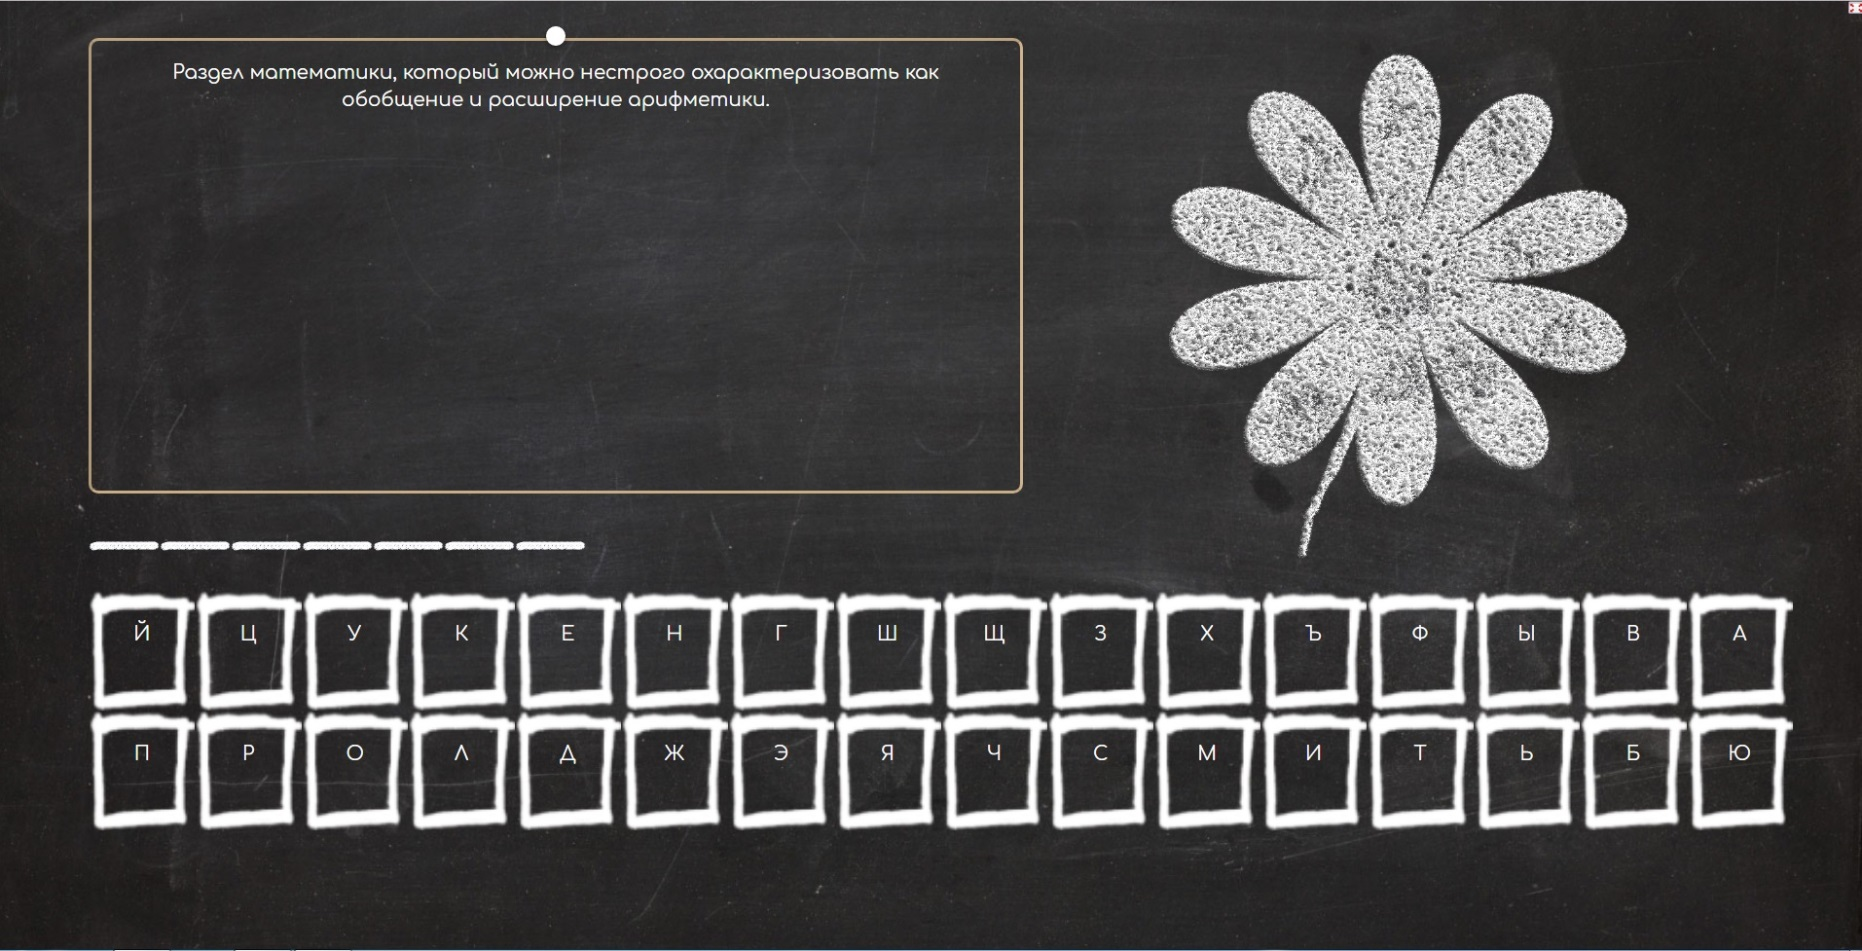 Раздел математики, который можно нестрого охарактеризовать как
обобщение и расширение арифметики.
Й Ц У К Е Н Г Ш Щ З Х Ъ Ф Ы В А
П Р О Л Д Ж Э Я Ч С М И Т Ь Б Ю